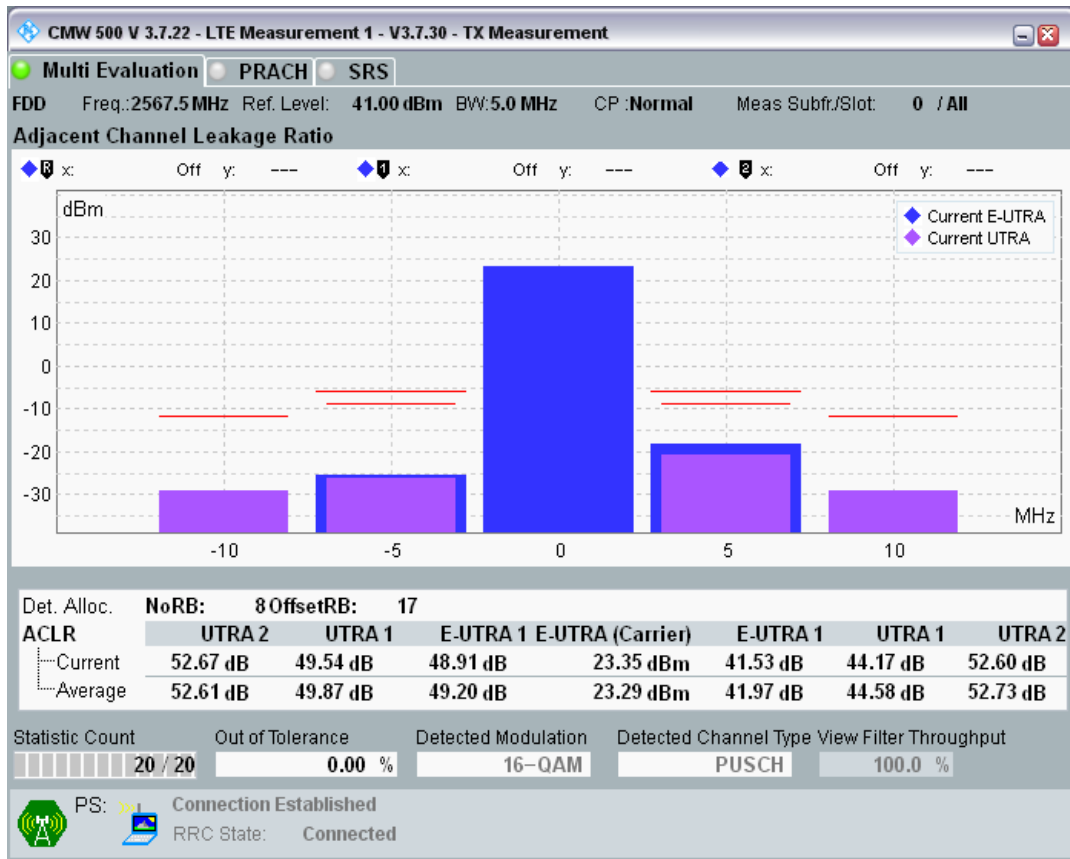 CMW 500 V 3.7.22 - LTE Measurement 1 - V3.7.30 - TX Measurement
Multi Evaluation PRACH SRS
FDD Freq.:2567.5 MHz Ref. Level: 41.00 dBm BW:5.0 MHz CP :Normal Meas Subfr./Slot: 0 / All
Adjacent Channel Leakage Ratio
R x: Off y: --- 1 x: Off y: --- 2 x: Off y: ---
dBm
Current E-UTRA
Current UTRA
30
20
10
0
-10
-20
-30
MHz
-10 -5 0 5 10
Det. Alloc. NoRB: 8 OffsetRB: 17
ACLR UTRA 2 UTRA 1 E-UTRA 1 E-UTRA (Carrier) E-UTRA 1 UTRA 1 UTRA 2
Current 52.67 dB 49.54 dB 48.91 dB 23.35 dBm 41.53 dB 44.17 dB 52.60 dB
Average 52.61 dB 49.87 dB 49.20 dB 23.29 dBm 41.97 dB 44.58 dB 52.73 dB
Statistic Count Out of Tolerance Detected Modulation Detected Channel Type View Filter Throughput
20 / 20 0.00 % 16-QAM PUSCH 100.0 %
PS: Connection Established
RRC State: Connected